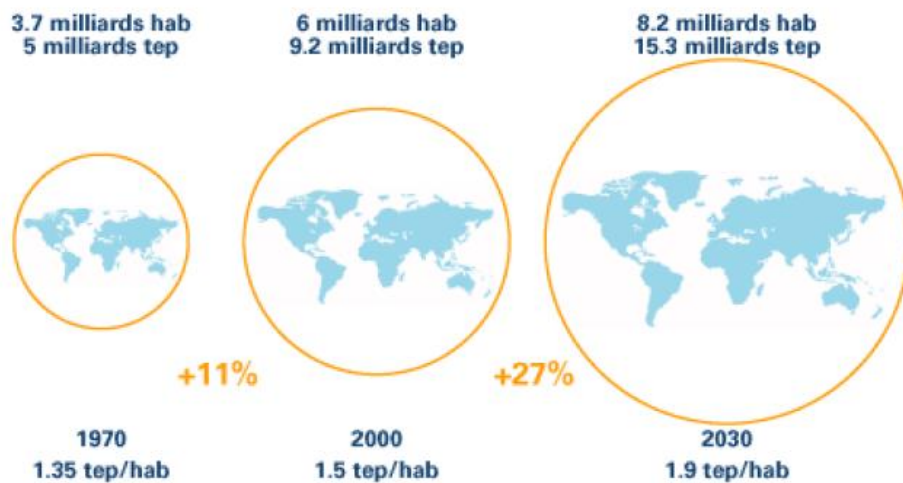 3.7 milliards hab
5 milliards tep
6 milliards hab
9.2 milliards tep
8.2 milliards hab
15.3 milliards tep
+11%
+27%
1970
1.35 tep/hab
2000
1.5 tep/hab
2030
1.9 tep/hab